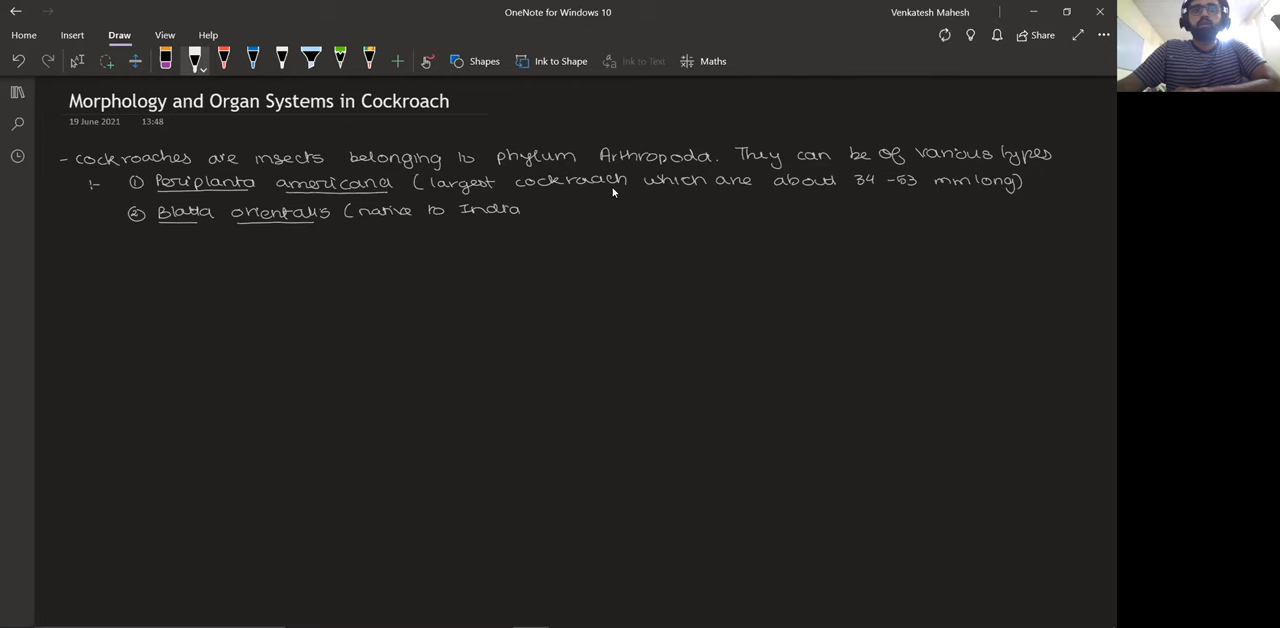 OneNote for Windows 10
Venkatesh Mahesh
Home Insert Draw View Help
Share
Shapes Ink to Shape Ink to Text Maths
Morphology and Organ Systems in Cockroach
19 June 2021 13:48
- cockroaches are insects belonging to phylum Arthropoda. They can be of various types
:- ① Periplanta americana (largest cockroach which are about 34 -53 mm long)
② Blatta orientalis (native to India